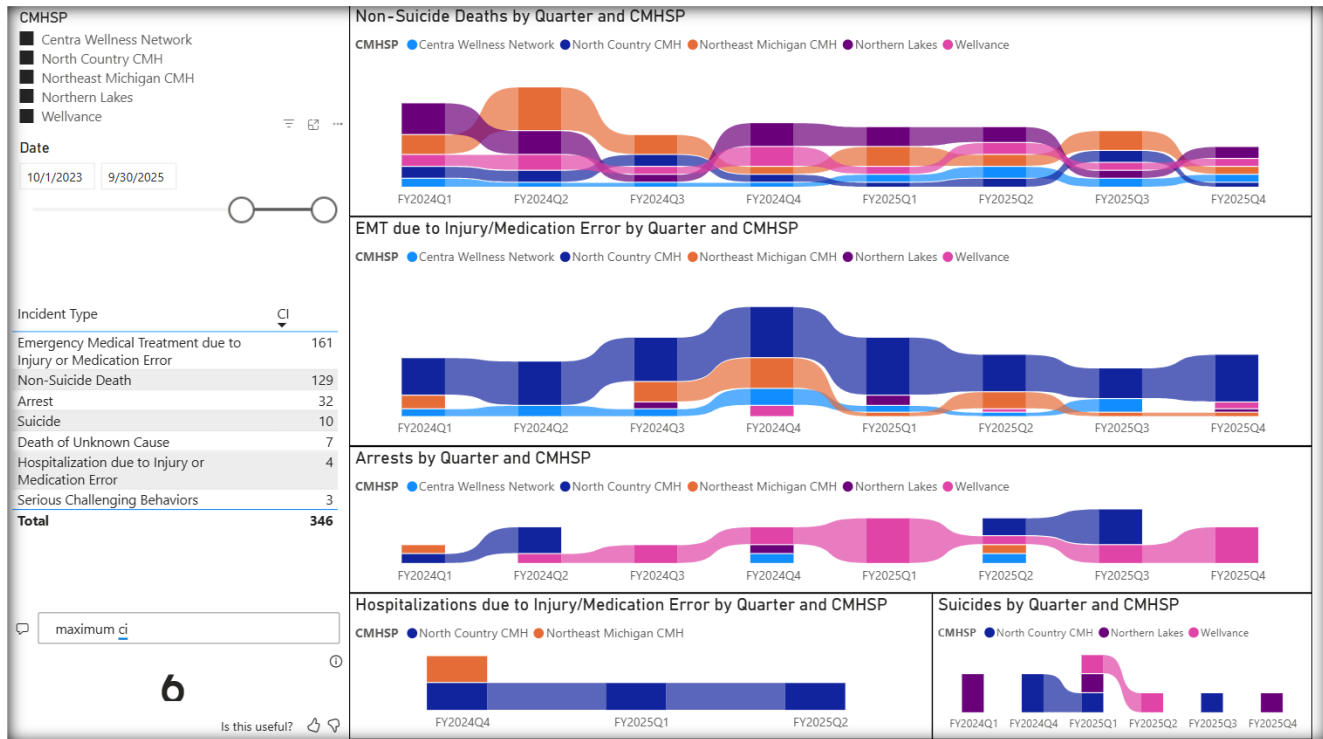 CMHSP
Centra Wellness Network
North Country CMH
Northeast Michigan CMH
Northern Lakes
Wellvance
Date
10/1/2023 9/30/2025
Incident Type CI
Emergency Medical Treatment due to 161
Injury or Medication Error
Non-Suicide Death 129
Arrest 32
Suicide 10
Death of Unknown Cause 7
Hospitalization due to Injury or 4
Medication Error
Serious Challenging Behaviors 3
Total 346
maximum ci
6
Is this useful?
Non-Suicide Deaths by Quarter and CMHSP
CMHSP Centra Wellness Network North Country CMH Northeast Michigan CMH Northern Lakes Wellvance
FY2024Q1 FY2024Q2 FY2024Q3 FY2024Q4 FY2025Q1 FY2025Q2 FY2025Q3 FY2025Q4
EMT due to Injury/Medication Error by Quarter and CMHSP
CMHSP Centra Wellness Network North Country CMH Northeast Michigan CMH Northern Lakes Wellvance
FY2024Q1 FY2024Q2 FY2024Q3 FY2024Q4 FY2025Q1 FY2025Q2 FY2025Q3 FY2025Q4
Arrests by Quarter and CMHSP
CMHSP Centra Wellness Network North Country CMH Northeast Michigan CMH Northern Lakes Wellvance
FY2024Q1 FY2024Q2 FY2024Q3 FY2024Q4 FY2025Q1 FY2025Q2 FY2025Q3 FY2025Q4
Hospitalizations due to Injury/Medication Error by Quarter and CMHSP
CMHSP North Country CMH Northeast Michigan CMH
FY2024Q4 FY2025Q1 FY2025Q2
Suicides by Quarter and CMHSP
CMHSP North Country CMH Northern Lakes Wellvance
FY2024Q1 FY2024Q4 FY2025Q1 FY2025Q2 FY2025Q3 FY2025Q4